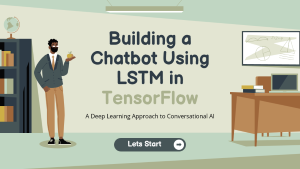 Building a
Chatbot Using
LSTM in
TensorFlow
A Deep Learning Approach to Conversational AI
Lets Start